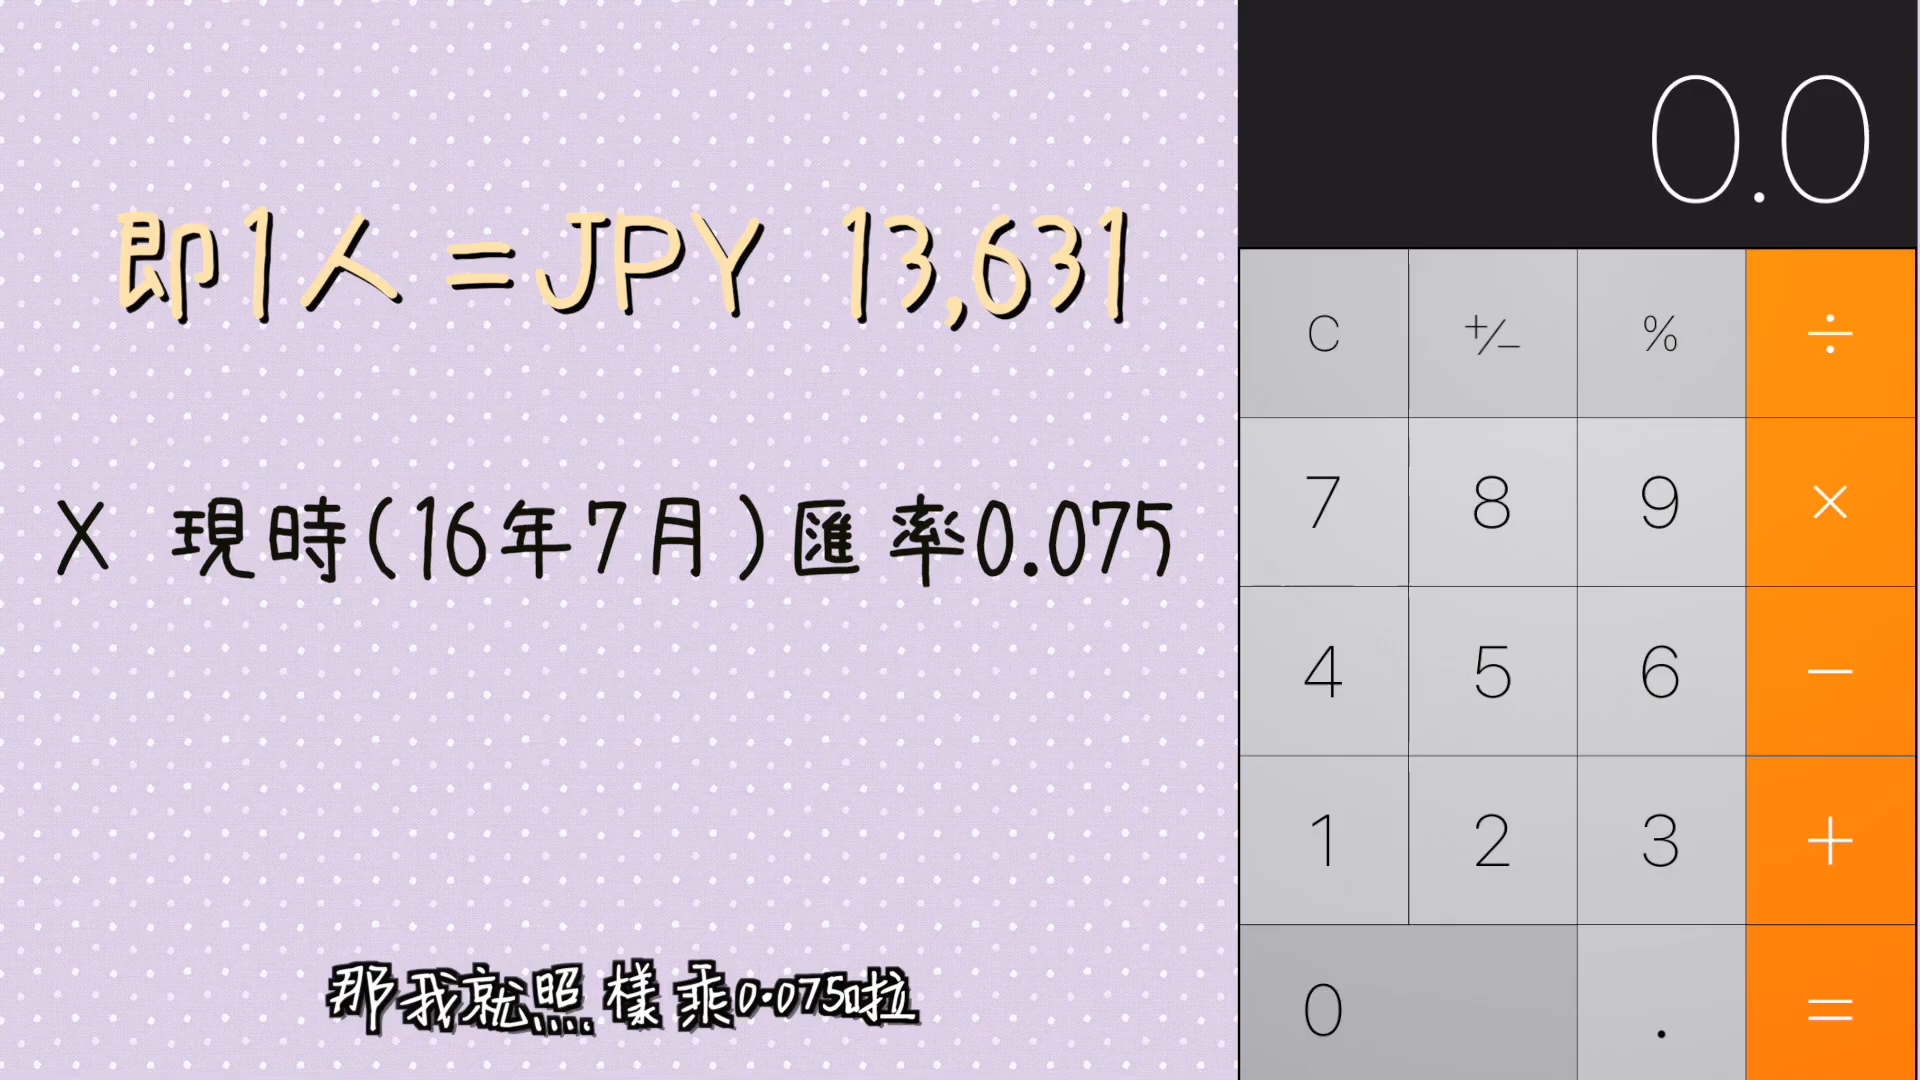 即1人=JPY 13,631
X 現時(16年7月)匯率0.075
那我就照樣乘0.075啦
0.0
C +/− % ÷
7 8 9 ×
4 5 6 −
1 2 3 +
0 . =